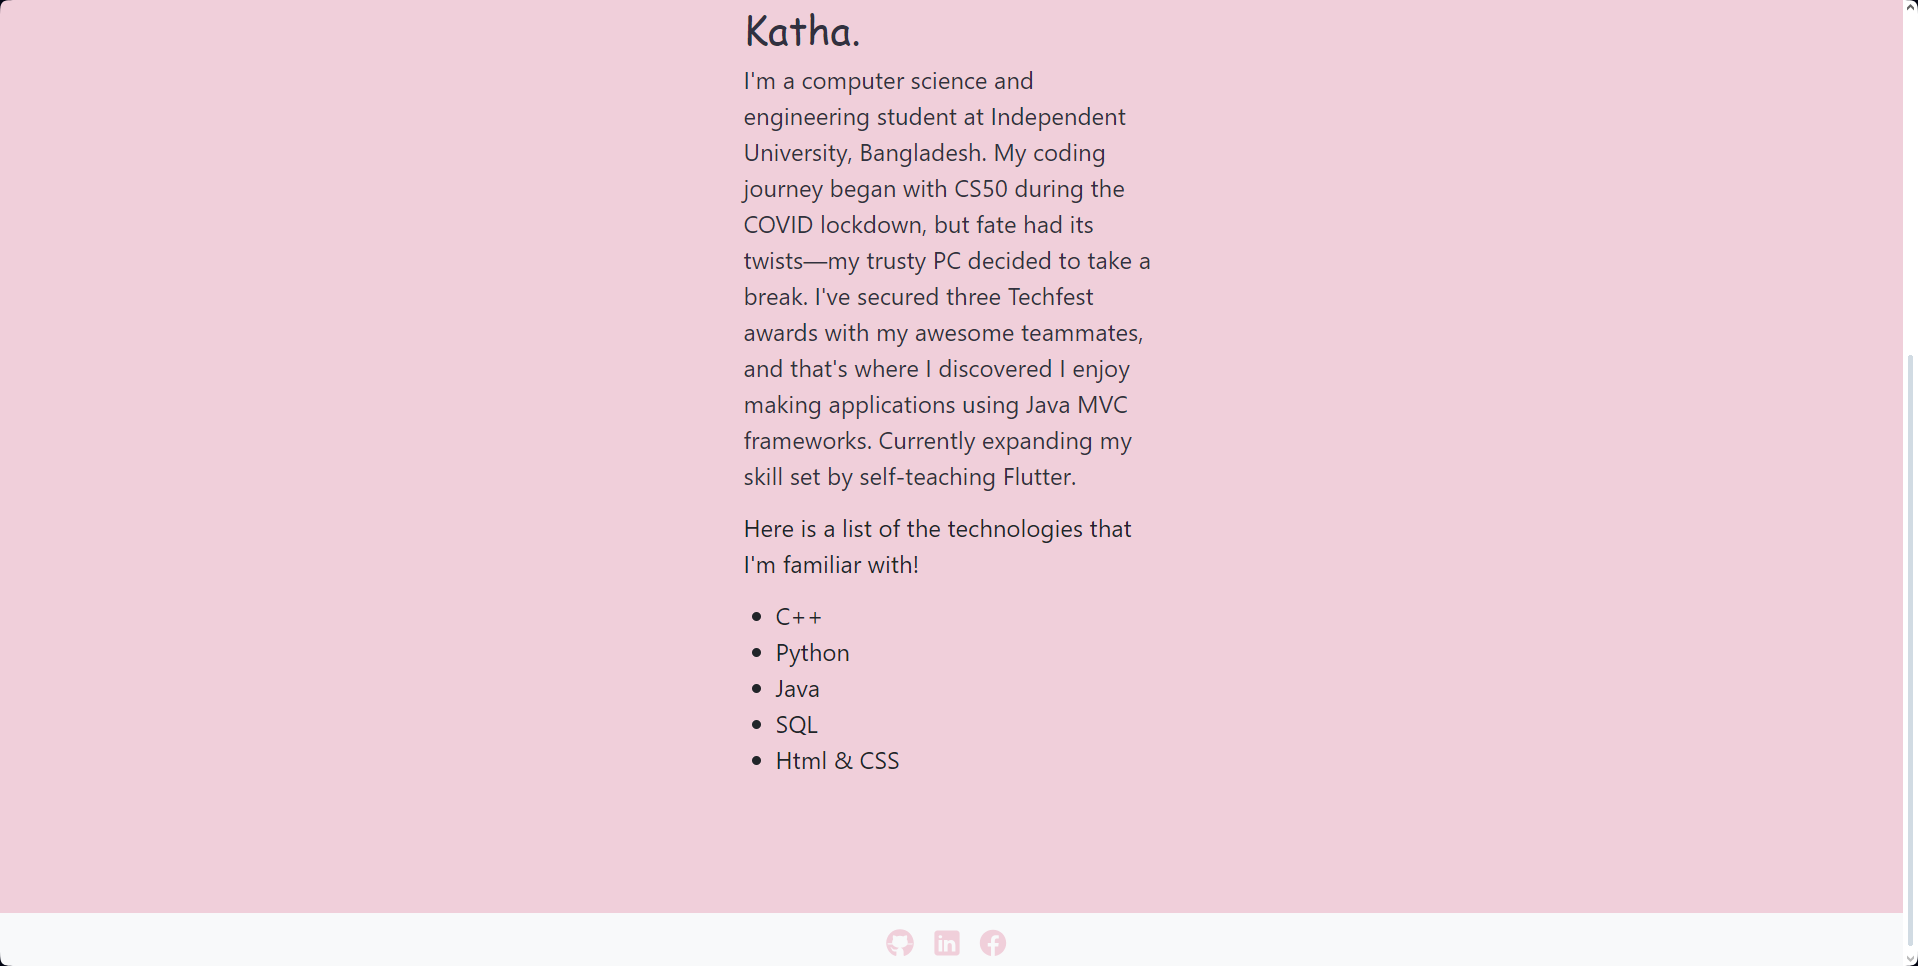 Katha.
I'm a computer science and
engineering student at Independent
University, Bangladesh. My coding
journey began with CS50 during the
COVID lockdown, but fate had its
twists—my trusty PC decided to take a
break. I've secured three Techfest
awards with my awesome teammates,
and that's where I discovered I enjoy
making applications using Java MVC
frameworks. Currently expanding my
skill set by self-teaching Flutter.
Here is a list of the technologies that
I'm familiar with!
• C++
• Python
• Java
• SQL
• Html & CSS